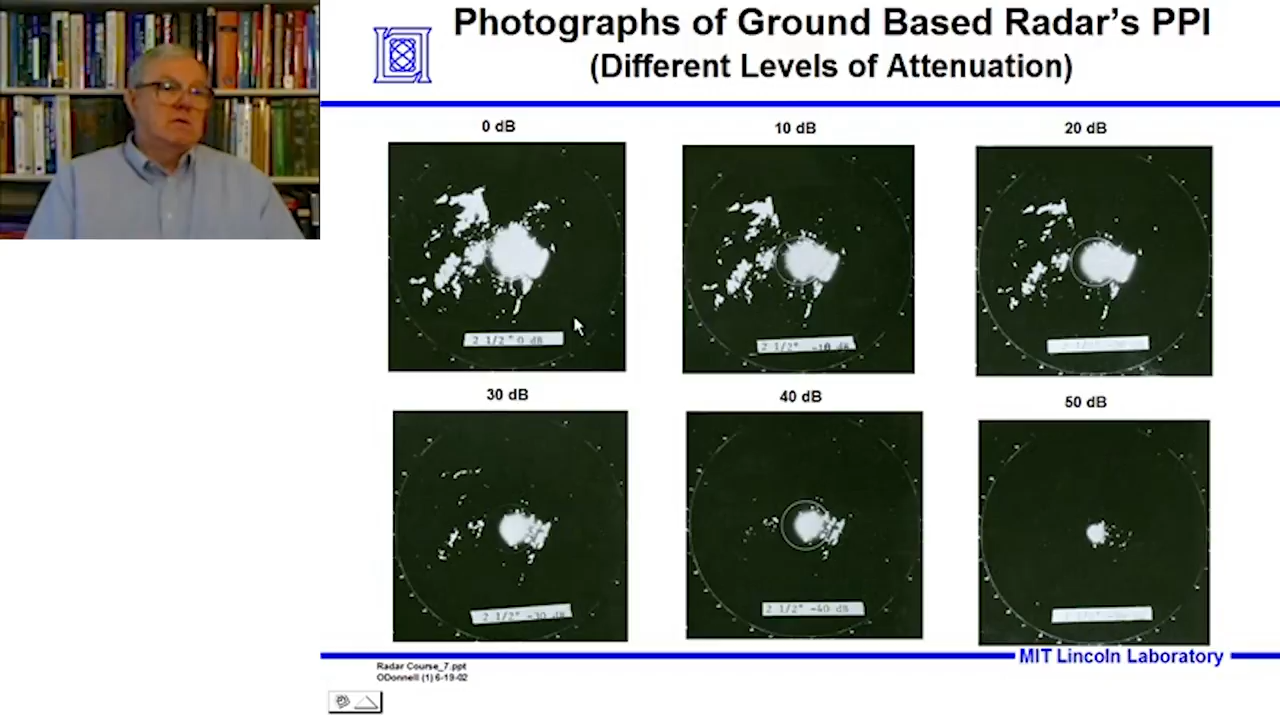 Photographs of Ground Based Radar's PPI
(Different Levels of Attenuation)
0 dB
10 dB
20 dB
2 1/2° 0 dB
2 1/2° -10 dB
30 dB
40 dB
50 dB
2 1/2° -30 dB
2 1/2° -40 dB
MIT Lincoln Laboratory
Radar Course_7.ppt
ODonnell (1) 6-19-02